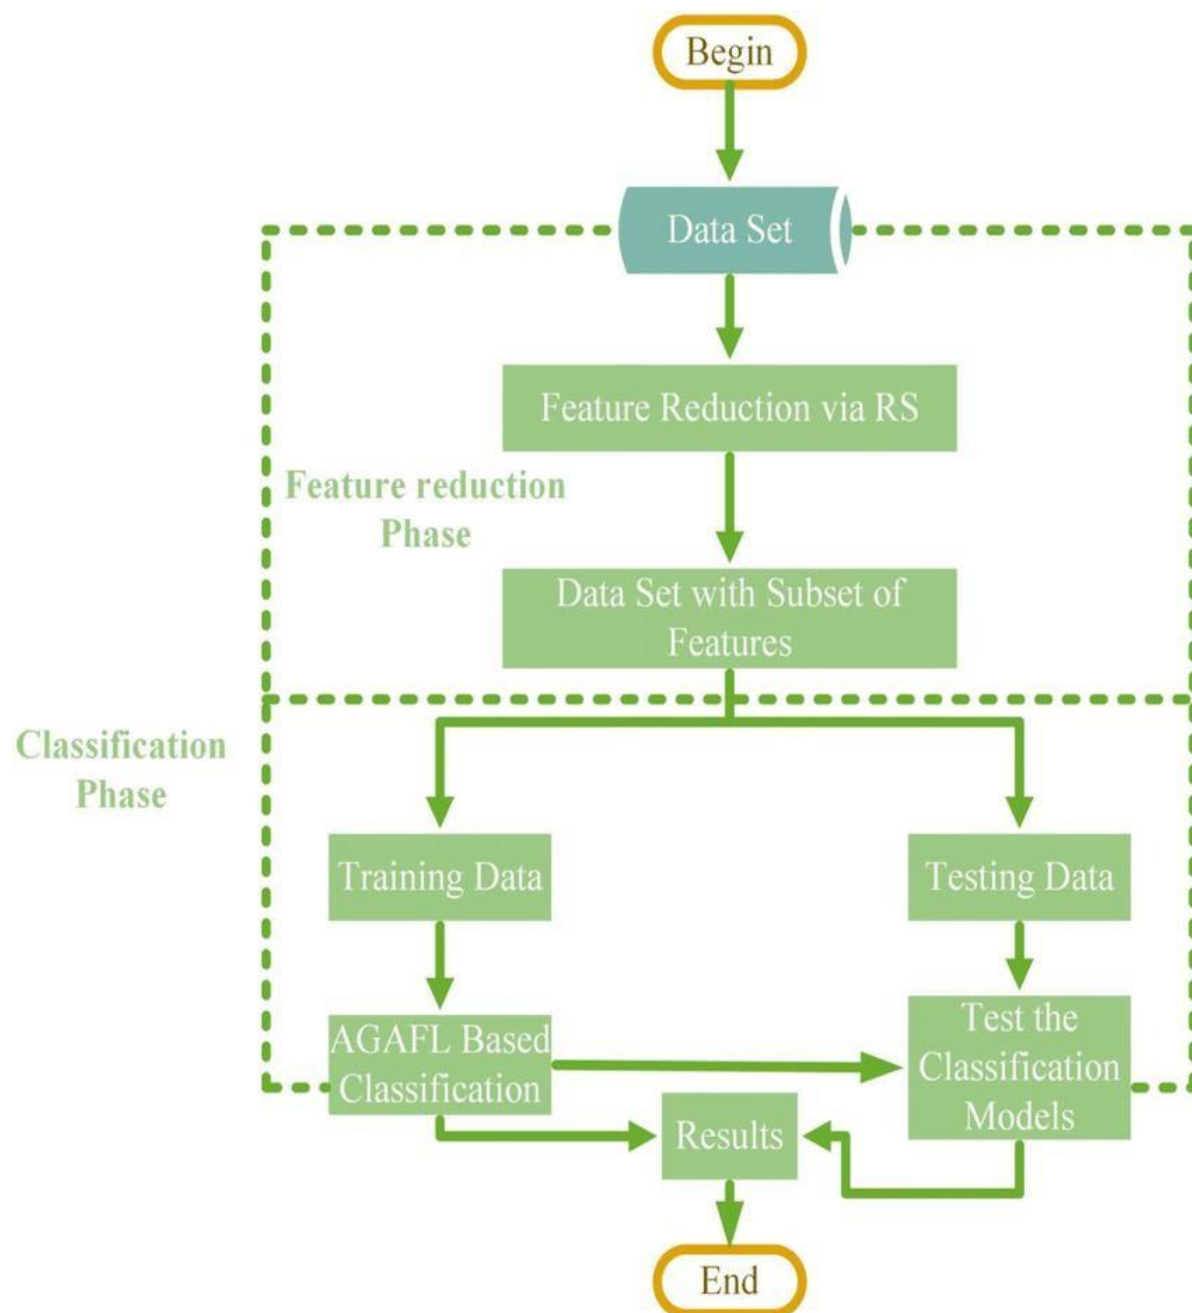 Begin
Data Set
Feature Reduction via RS
Feature reduction
Phase
Data Set with Subset of
Features
Classification
Phase
Training Data
Testing Data
AGAFL Based
Classification
Test the
Classification
Models
Results
End